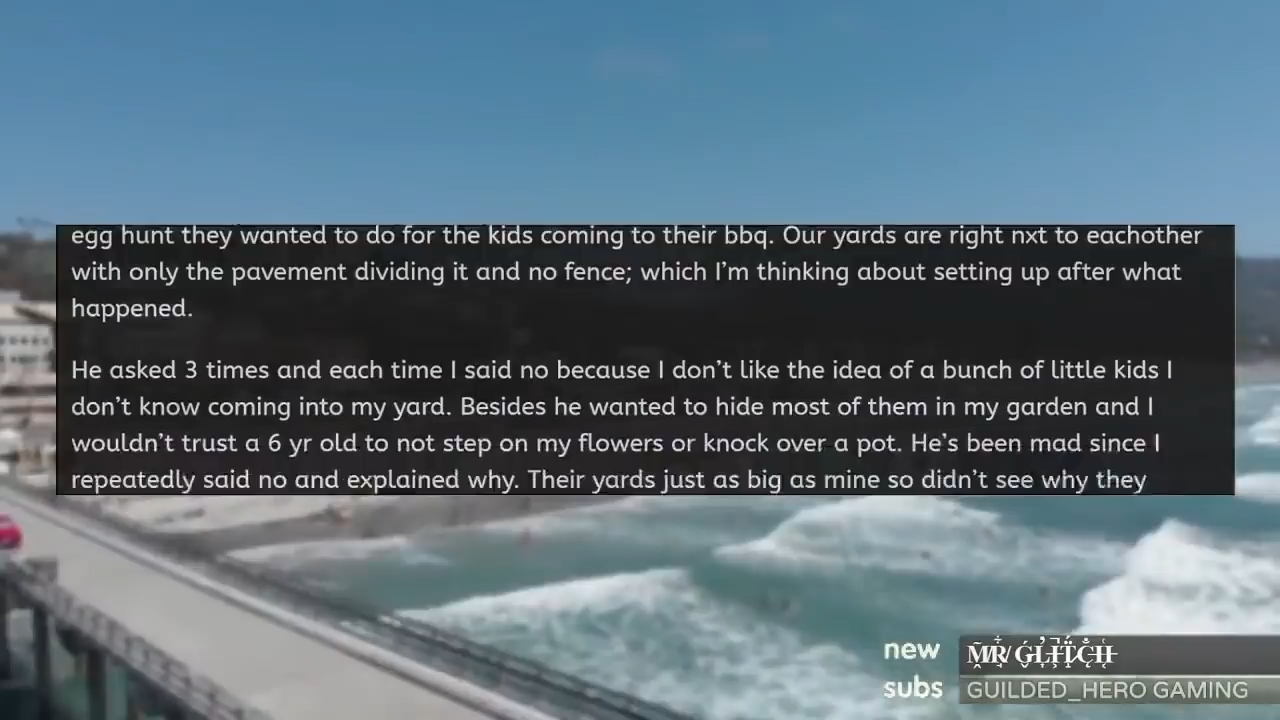 egg hunt they wanted to do for the kids coming to their bbq. Our yards are right nxt to eachother
with only the pavement dividing it and no fence; which I'm thinking about setting up after what
happened.
He asked 3 times and each time I said no because I don't like the idea of a bunch of little kids I
don't know coming into my yard. Besides he wanted to hide most of them in my garden and I
wouldn't trust a 6 yr old to not step on my flowers or knock over a pot. He's been mad since I
repeatedly said no and explained why. Their yards just as big as mine so didn't see why they
new
subs
MR GLITCH
GUILDED_HERO GAMING